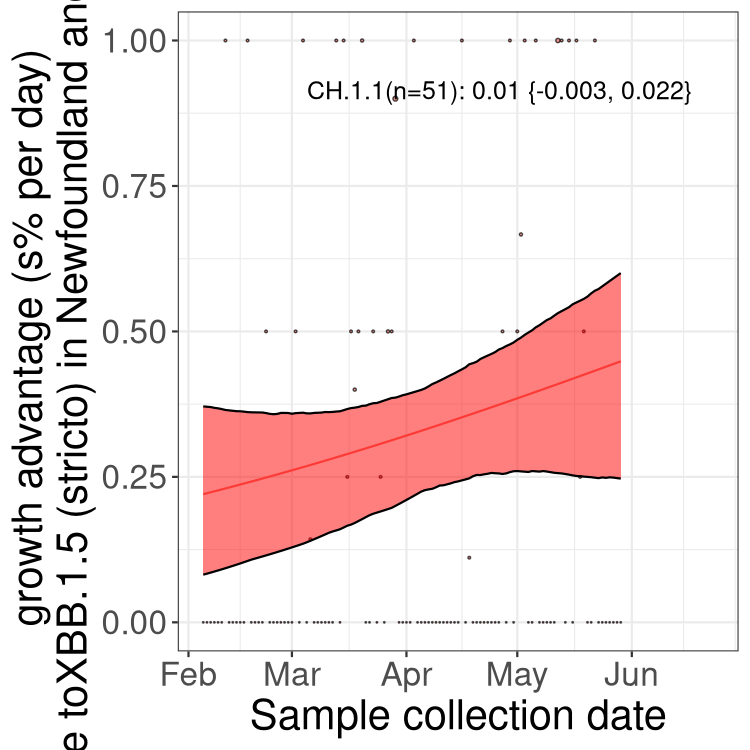 growth advantage (s% per day)
e toXBB.1.5 (stricto) in Newfoundland and
1.00
CH.1.1(n=51): 0.01 {-0.003, 0.022}
0.75
0.50
0.25
0.00
Feb Mar Apr May Jun
Sample collection date